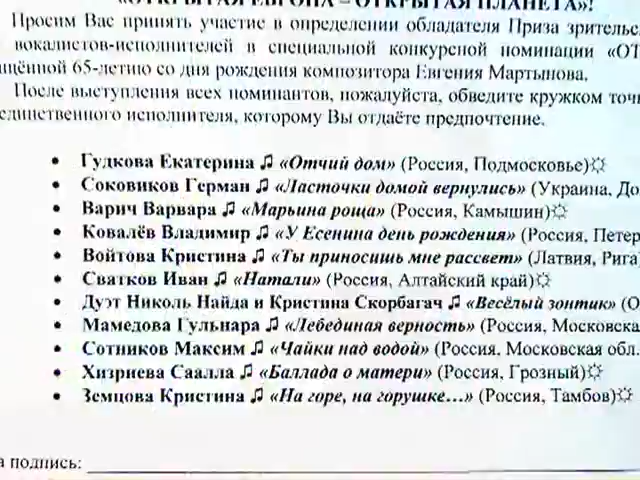 «ОТКРЫТАЯ ЕВРОПА – ОТКРЫТАЯ ПЛАНЕТА»!
Просим Вас принять участие в определении обладателя Приза зрительс
вокалистов-исполнителей в специальной конкурсной номинации «ОТ
щённой 65-летию со дня рождения композитора Евгения Мартынова.
После выступления всех номинантов, пожалуйста, обведите кружком точк
единственного исполнителя, которому Вы отдаёте предпочтение.
• Гудкова Екатерина ♫ «Отчий дом» (Россия, Подмосковье)☼
• Соковиков Герман ♫ «Ласточки домой вернулись» (Украина, До
• Варич Варвара ♫ «Марьина роща» (Россия, Камышин)☼
• Ковалёв Владимир ♫ «У Есенина день рождения» (Россия, Петер
• Войтова Кристина ♫ «Ты приносишь мне рассвет» (Латвия, Рига)
• Сватков Иван ♫ «Натали» (Россия, Алтайский край)☼
• Дуэт Николь Найда и Кристина Скорбагач ♫ «Весёлый зонтик» (О
• Мамедова Гульнара ♫ «Лебединая верность» (Россия, Московска
• Сотников Максим ♫ «Чайки над водой» (Россия, Московская обл.
• Хизриева Саалла ♫ «Баллада о матери» (Россия, Грозный)☼
• Земцова Кристина ♫ «На горе, на горушке…» (Россия, Тамбов)☼
а подпись: